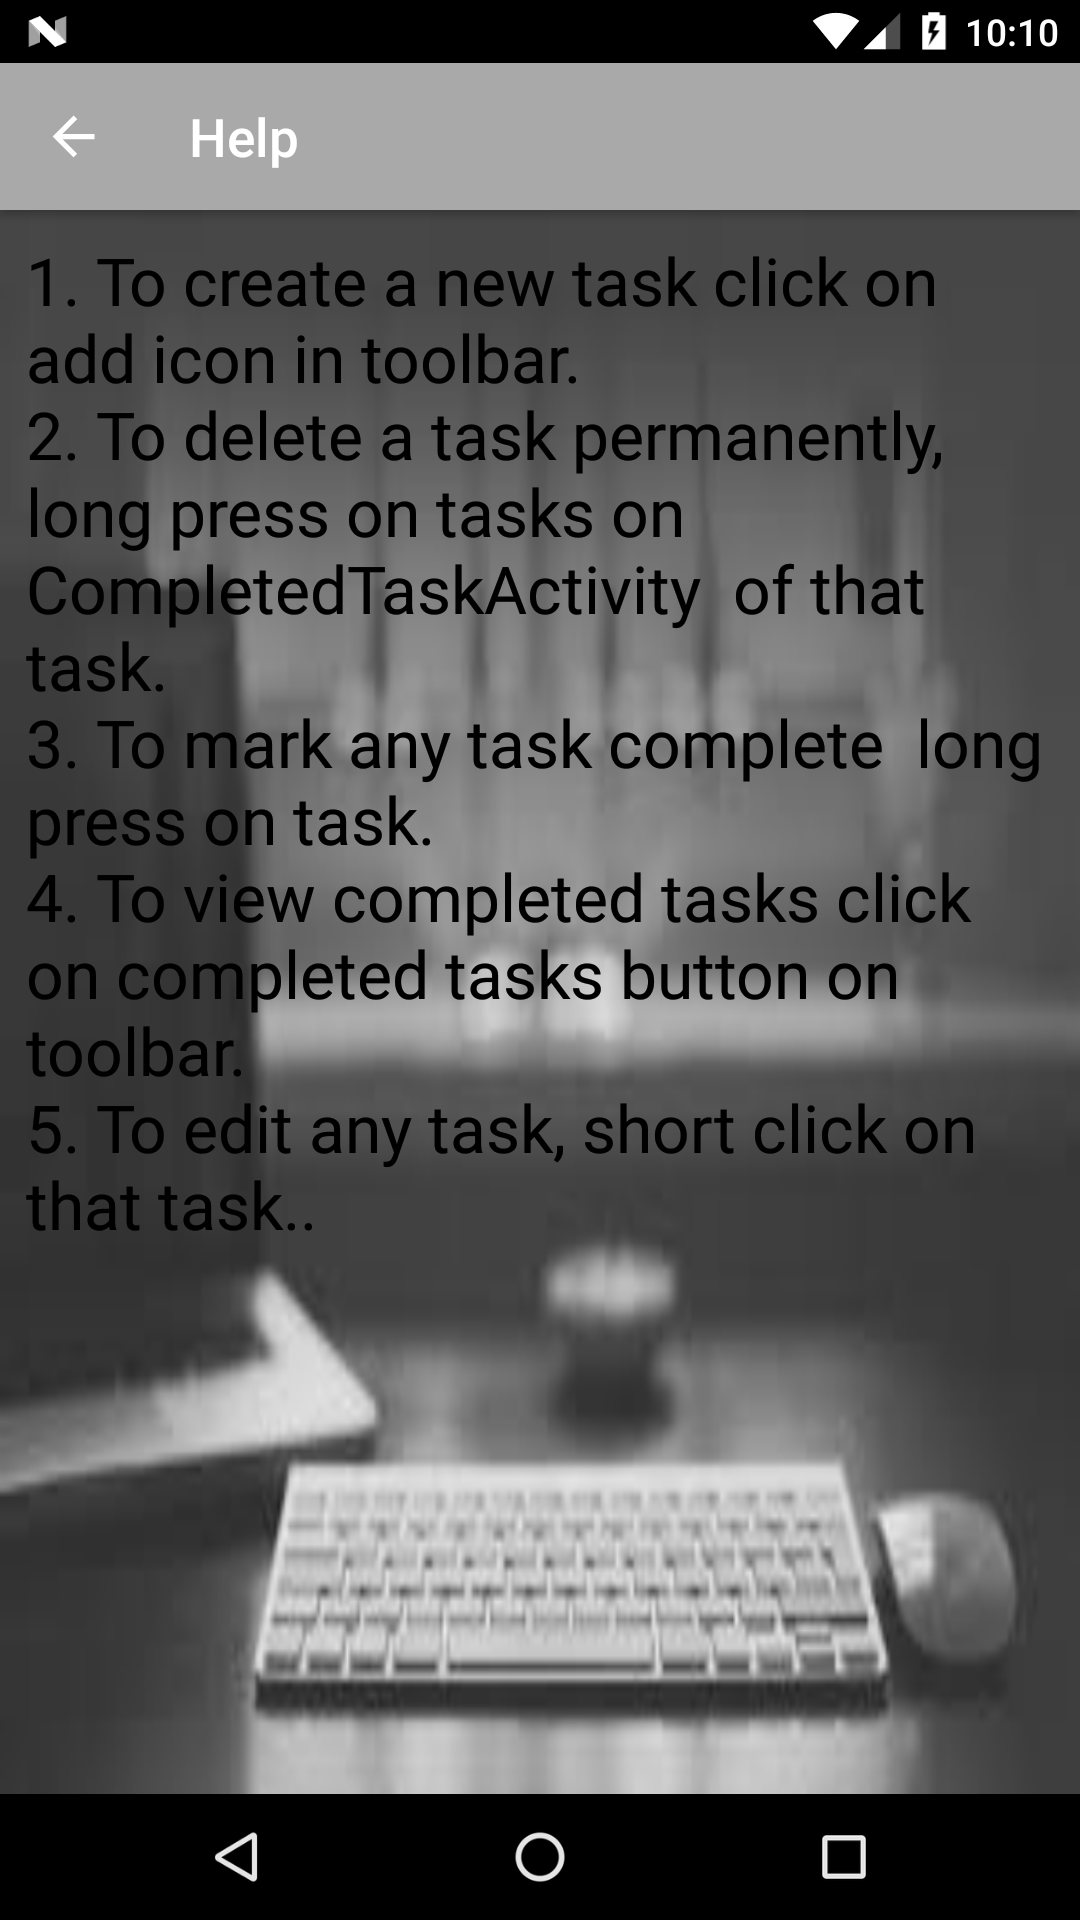 10:10
Help
1. To create a new task click on
add icon in toolbar.
2. To delete a task permanently,
long press on tasks on
CompletedTaskActivity  of that
task.
3. To mark any task complete  long
press on task.
4. To view completed tasks click
on completed tasks button on
toolbar.
5. To edit any task, short click on
that task..